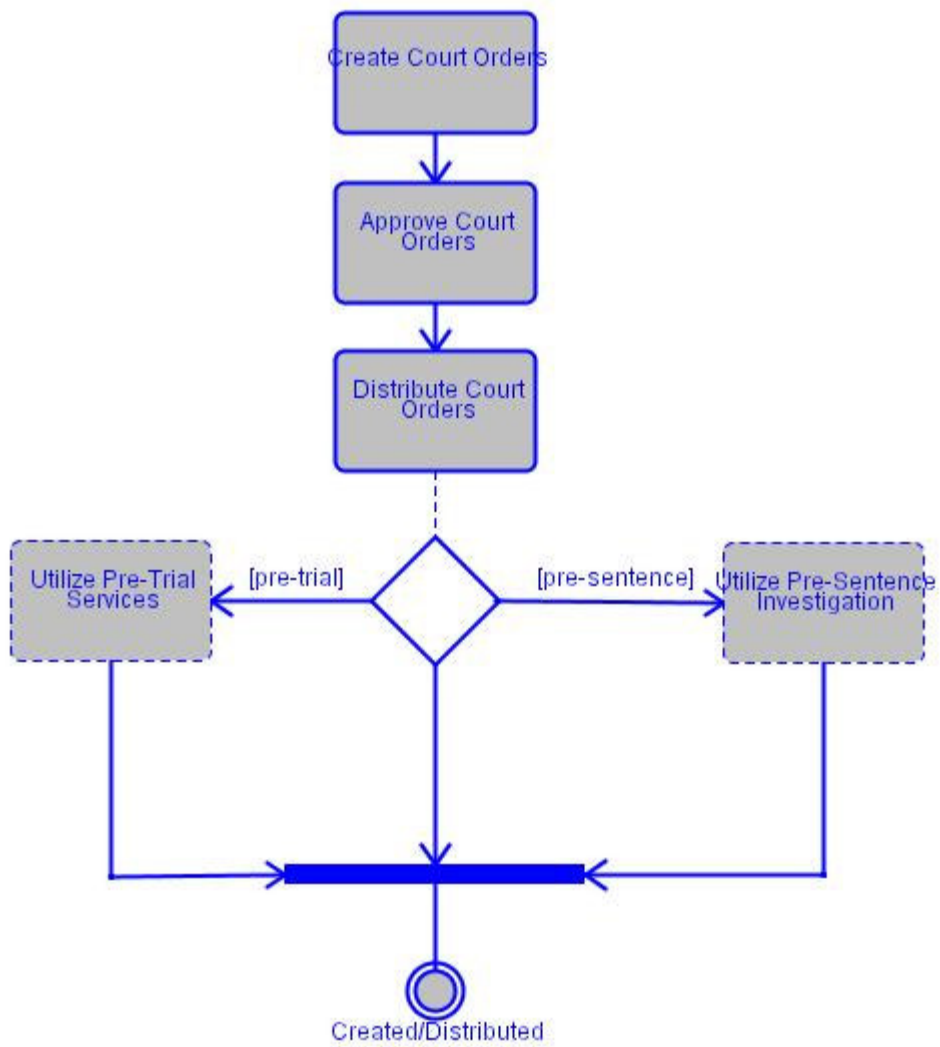 Create Court Orders
Approve Court
Orders
Distribute Court
Orders
[pre-trial]
[pre-sentence]
Utilize Pre-Trial
Services
Utilize Pre-Sentence
Investigation
Created/Distributed